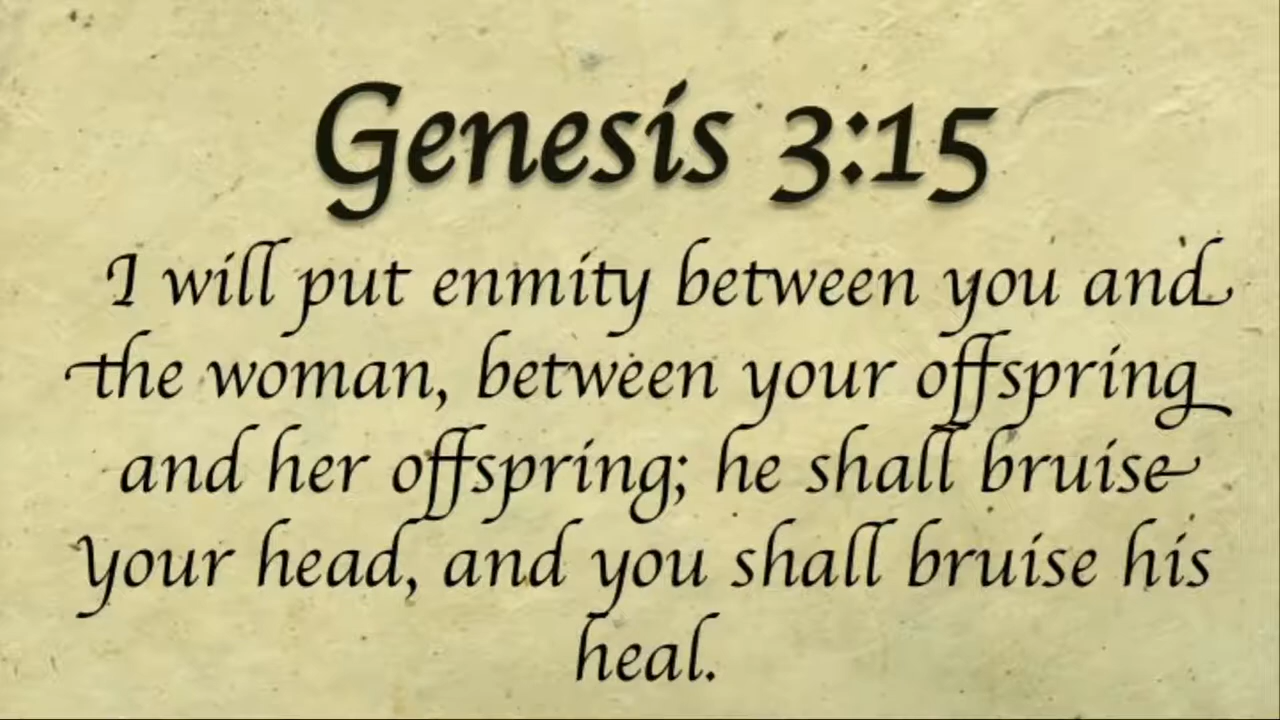 Genesis 3:15
I will put enmity between you and
the woman, between your offspring
and her offspring; he shall bruise
your head, and you shall bruise his
heal.